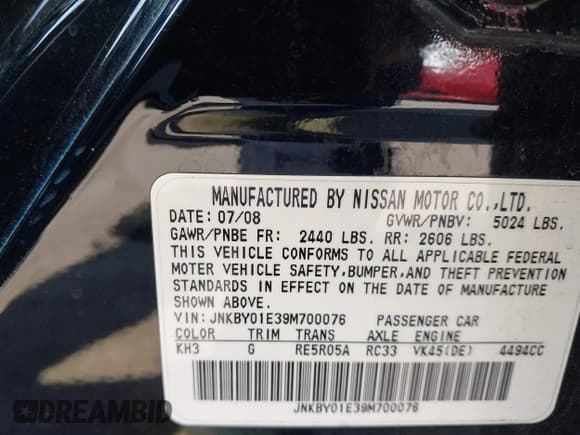 MANUFACTURED BY NISSAN MOTOR CO.,LTD.
DATE: 07/08 GVWR/PNBV: 5024 LBS.
GAWR/PNBE FR: 2440 LBS. RR: 2606 LBS.
THIS VEHICLE CONFORMS TO ALL APPLICABLE FEDERAL
MOTOR VEHICLE SAFETY,BUMPER,AND THEFT PREVENTION
STANDARDS IN EFFECT ON THE DATE OF MANUFACTURE
SHOWN ABOVE.
VIN: JNKBY01E39M700076 PASSENGER CAR
COLOR TRIM TRANS AXLE ENGINE
KH3 G RE5R05A RC33 VK45(DE) 4494CC
JNKBY01E39M700076
DREAMBID